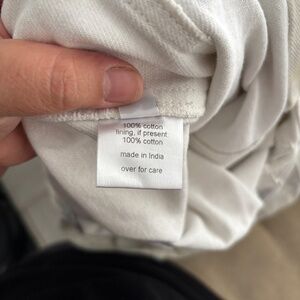 100% cotton
lining, if present
100% cotton
made in India
over for care